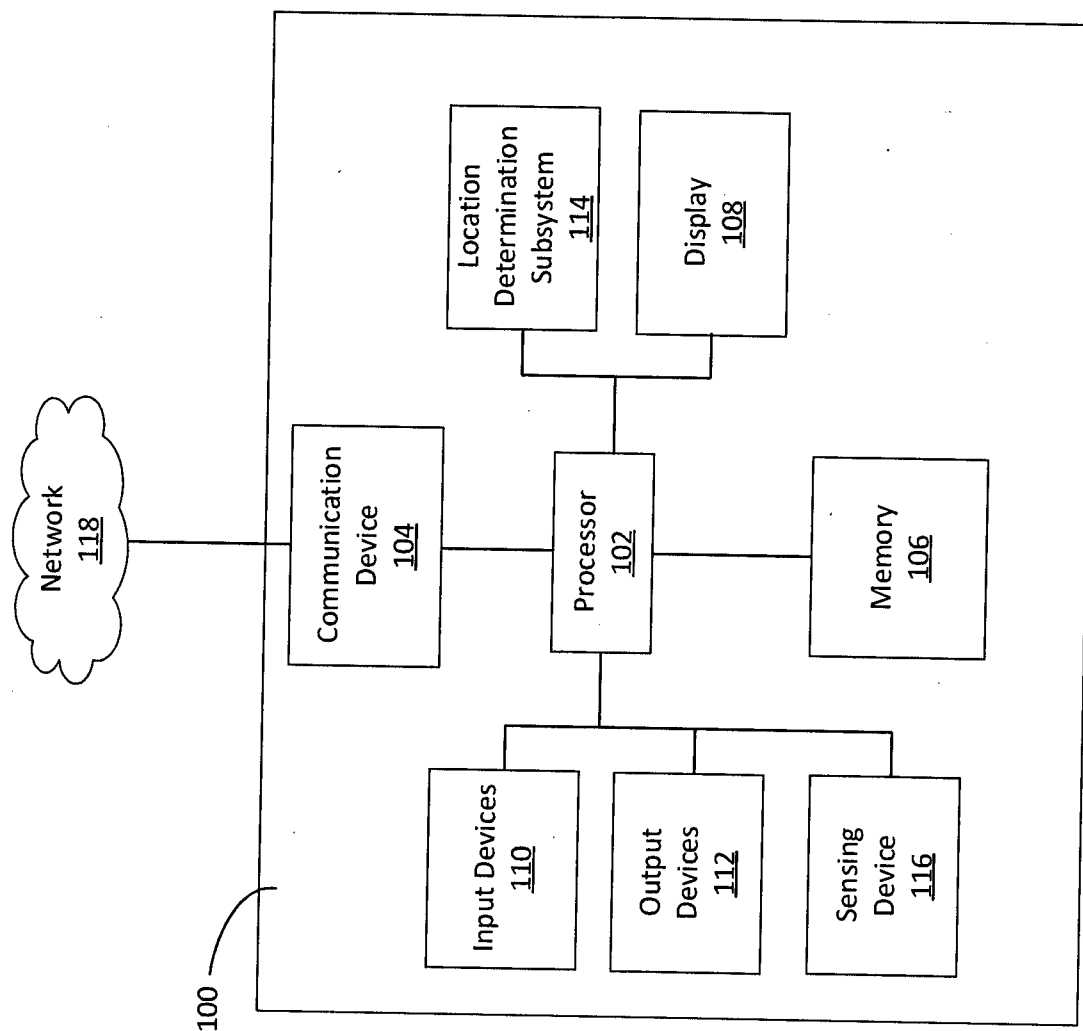 Network
118
100
Communication
Device
104
Input Devices
110
Output
Devices
112
Sensing
Device
116
Processor
102
Memory
106
Location
Determination
Subsystem
114
Display
108